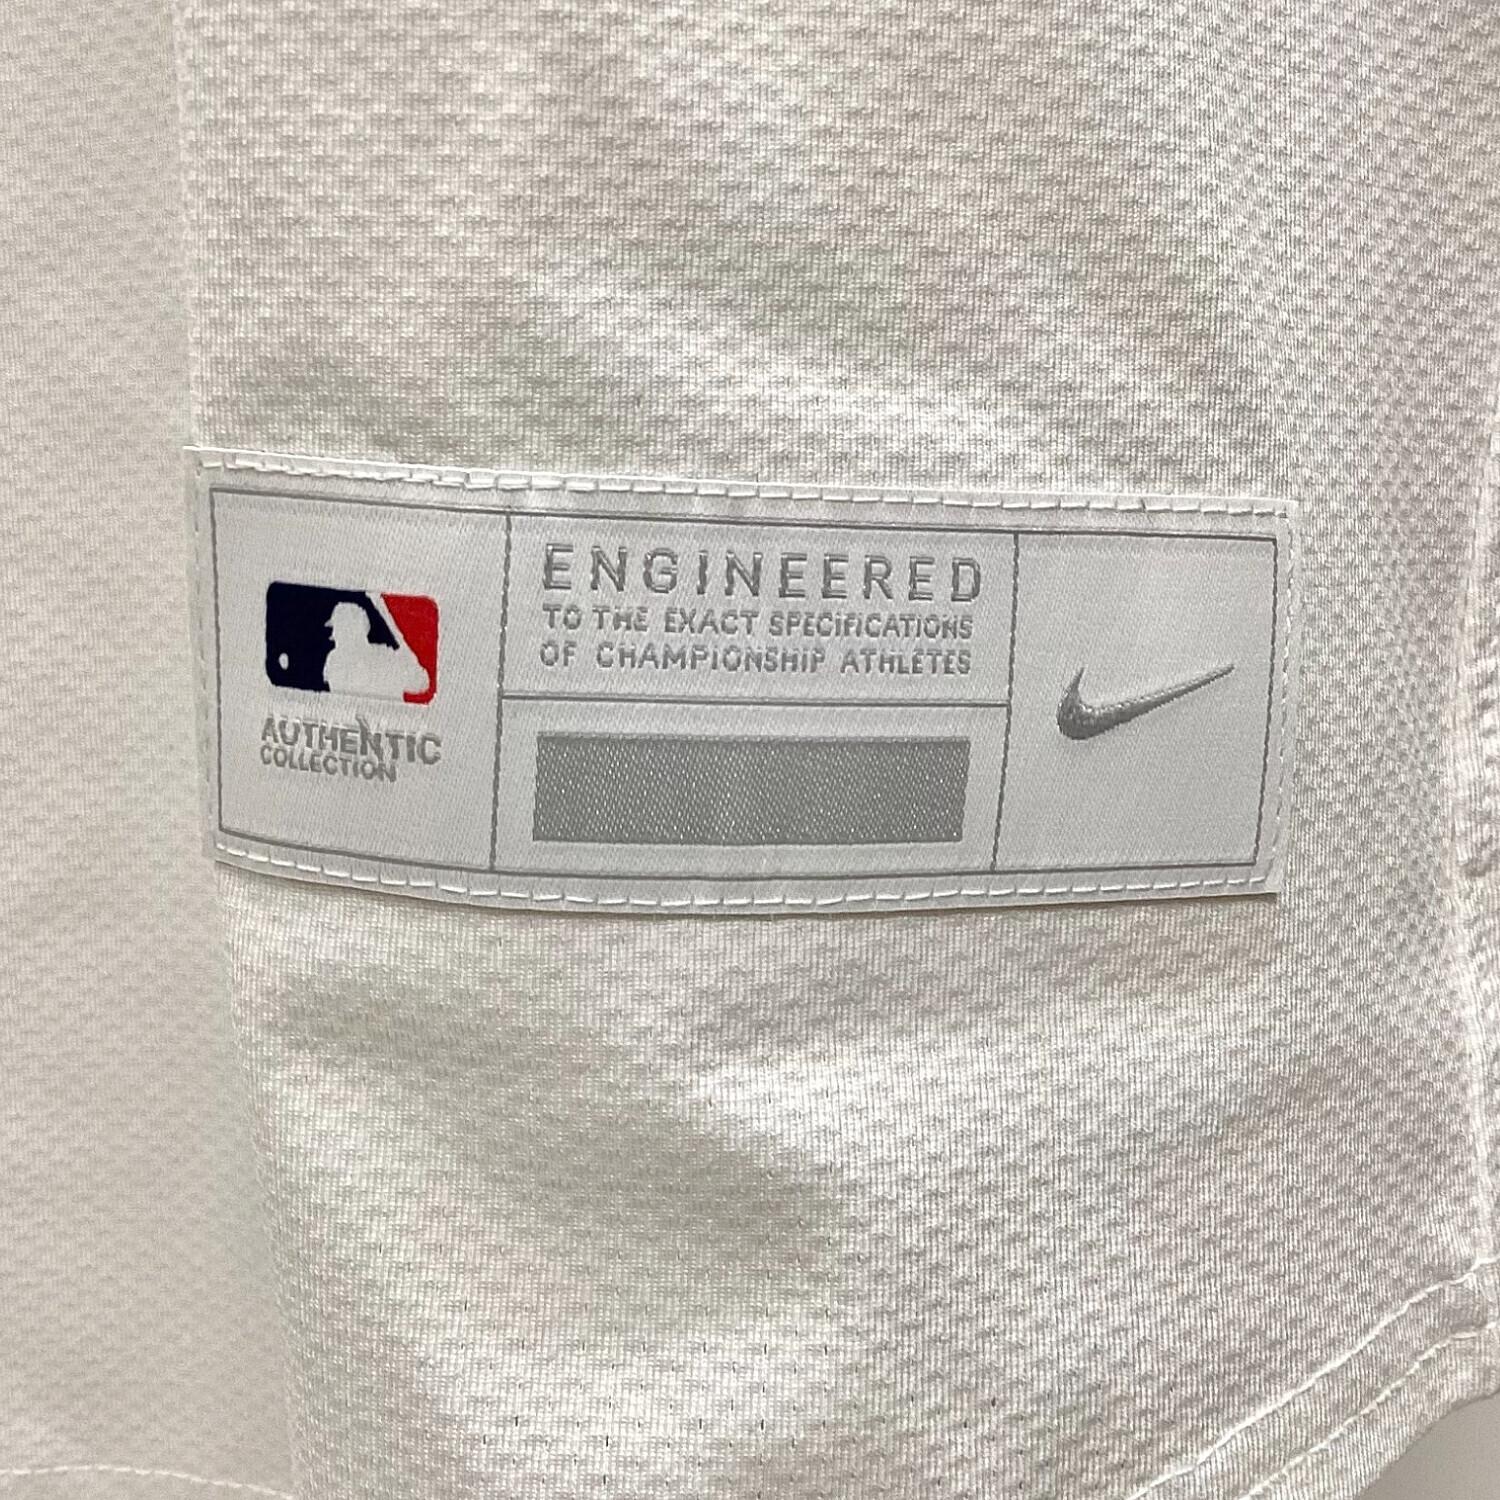 AUTHENTIC
COLLECTION
ENGINEERED
TO THE EXACT SPECIFICATIONS
OF CHAMPIONSHIP ATHLETES